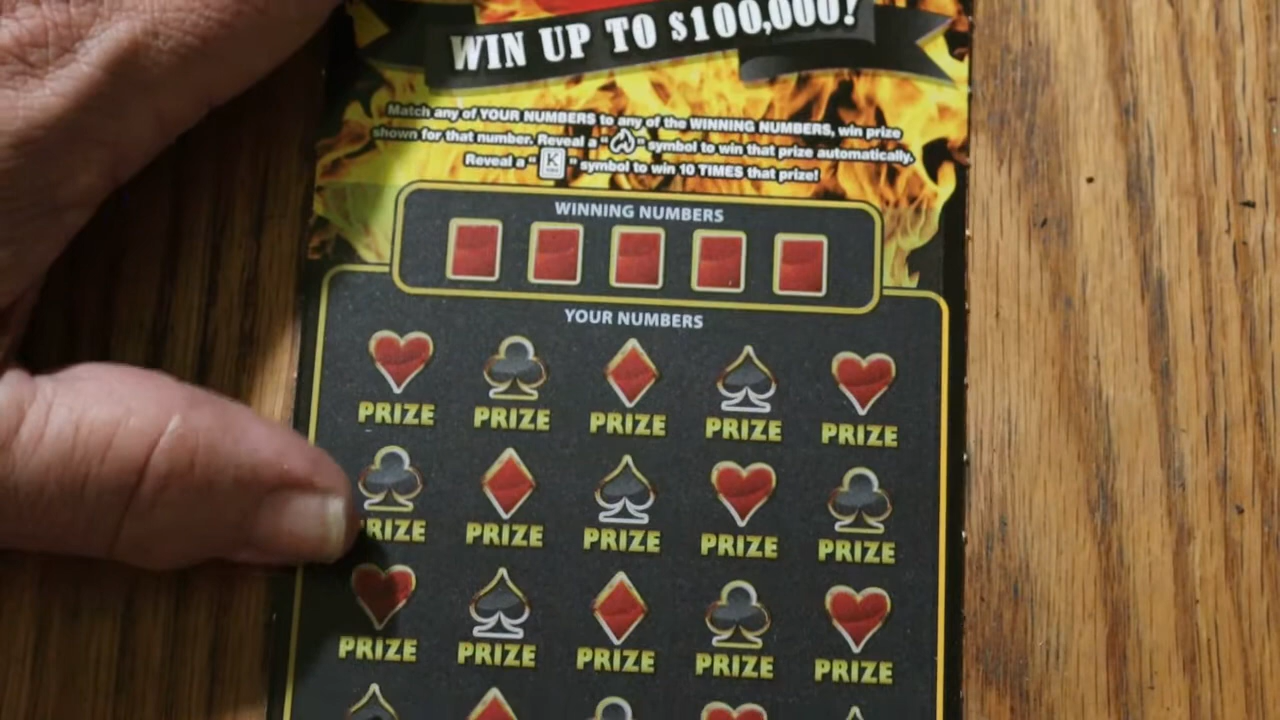 WIN UP TO $100,000!
Match any of YOUR NUMBERS to any of the WINNING NUMBERS, win prize
shown for that number. Reveal a " " symbol to win that prize automatically.
Reveal a "K" symbol to win 10 TIMES that prize!
WINNING NUMBERS
YOUR NUMBERS
PRIZE PRIZE PRIZE PRIZE PRIZE
PRIZE PRIZE PRIZE PRIZE PRIZE
PRIZE PRIZE PRIZE PRIZE PRIZE